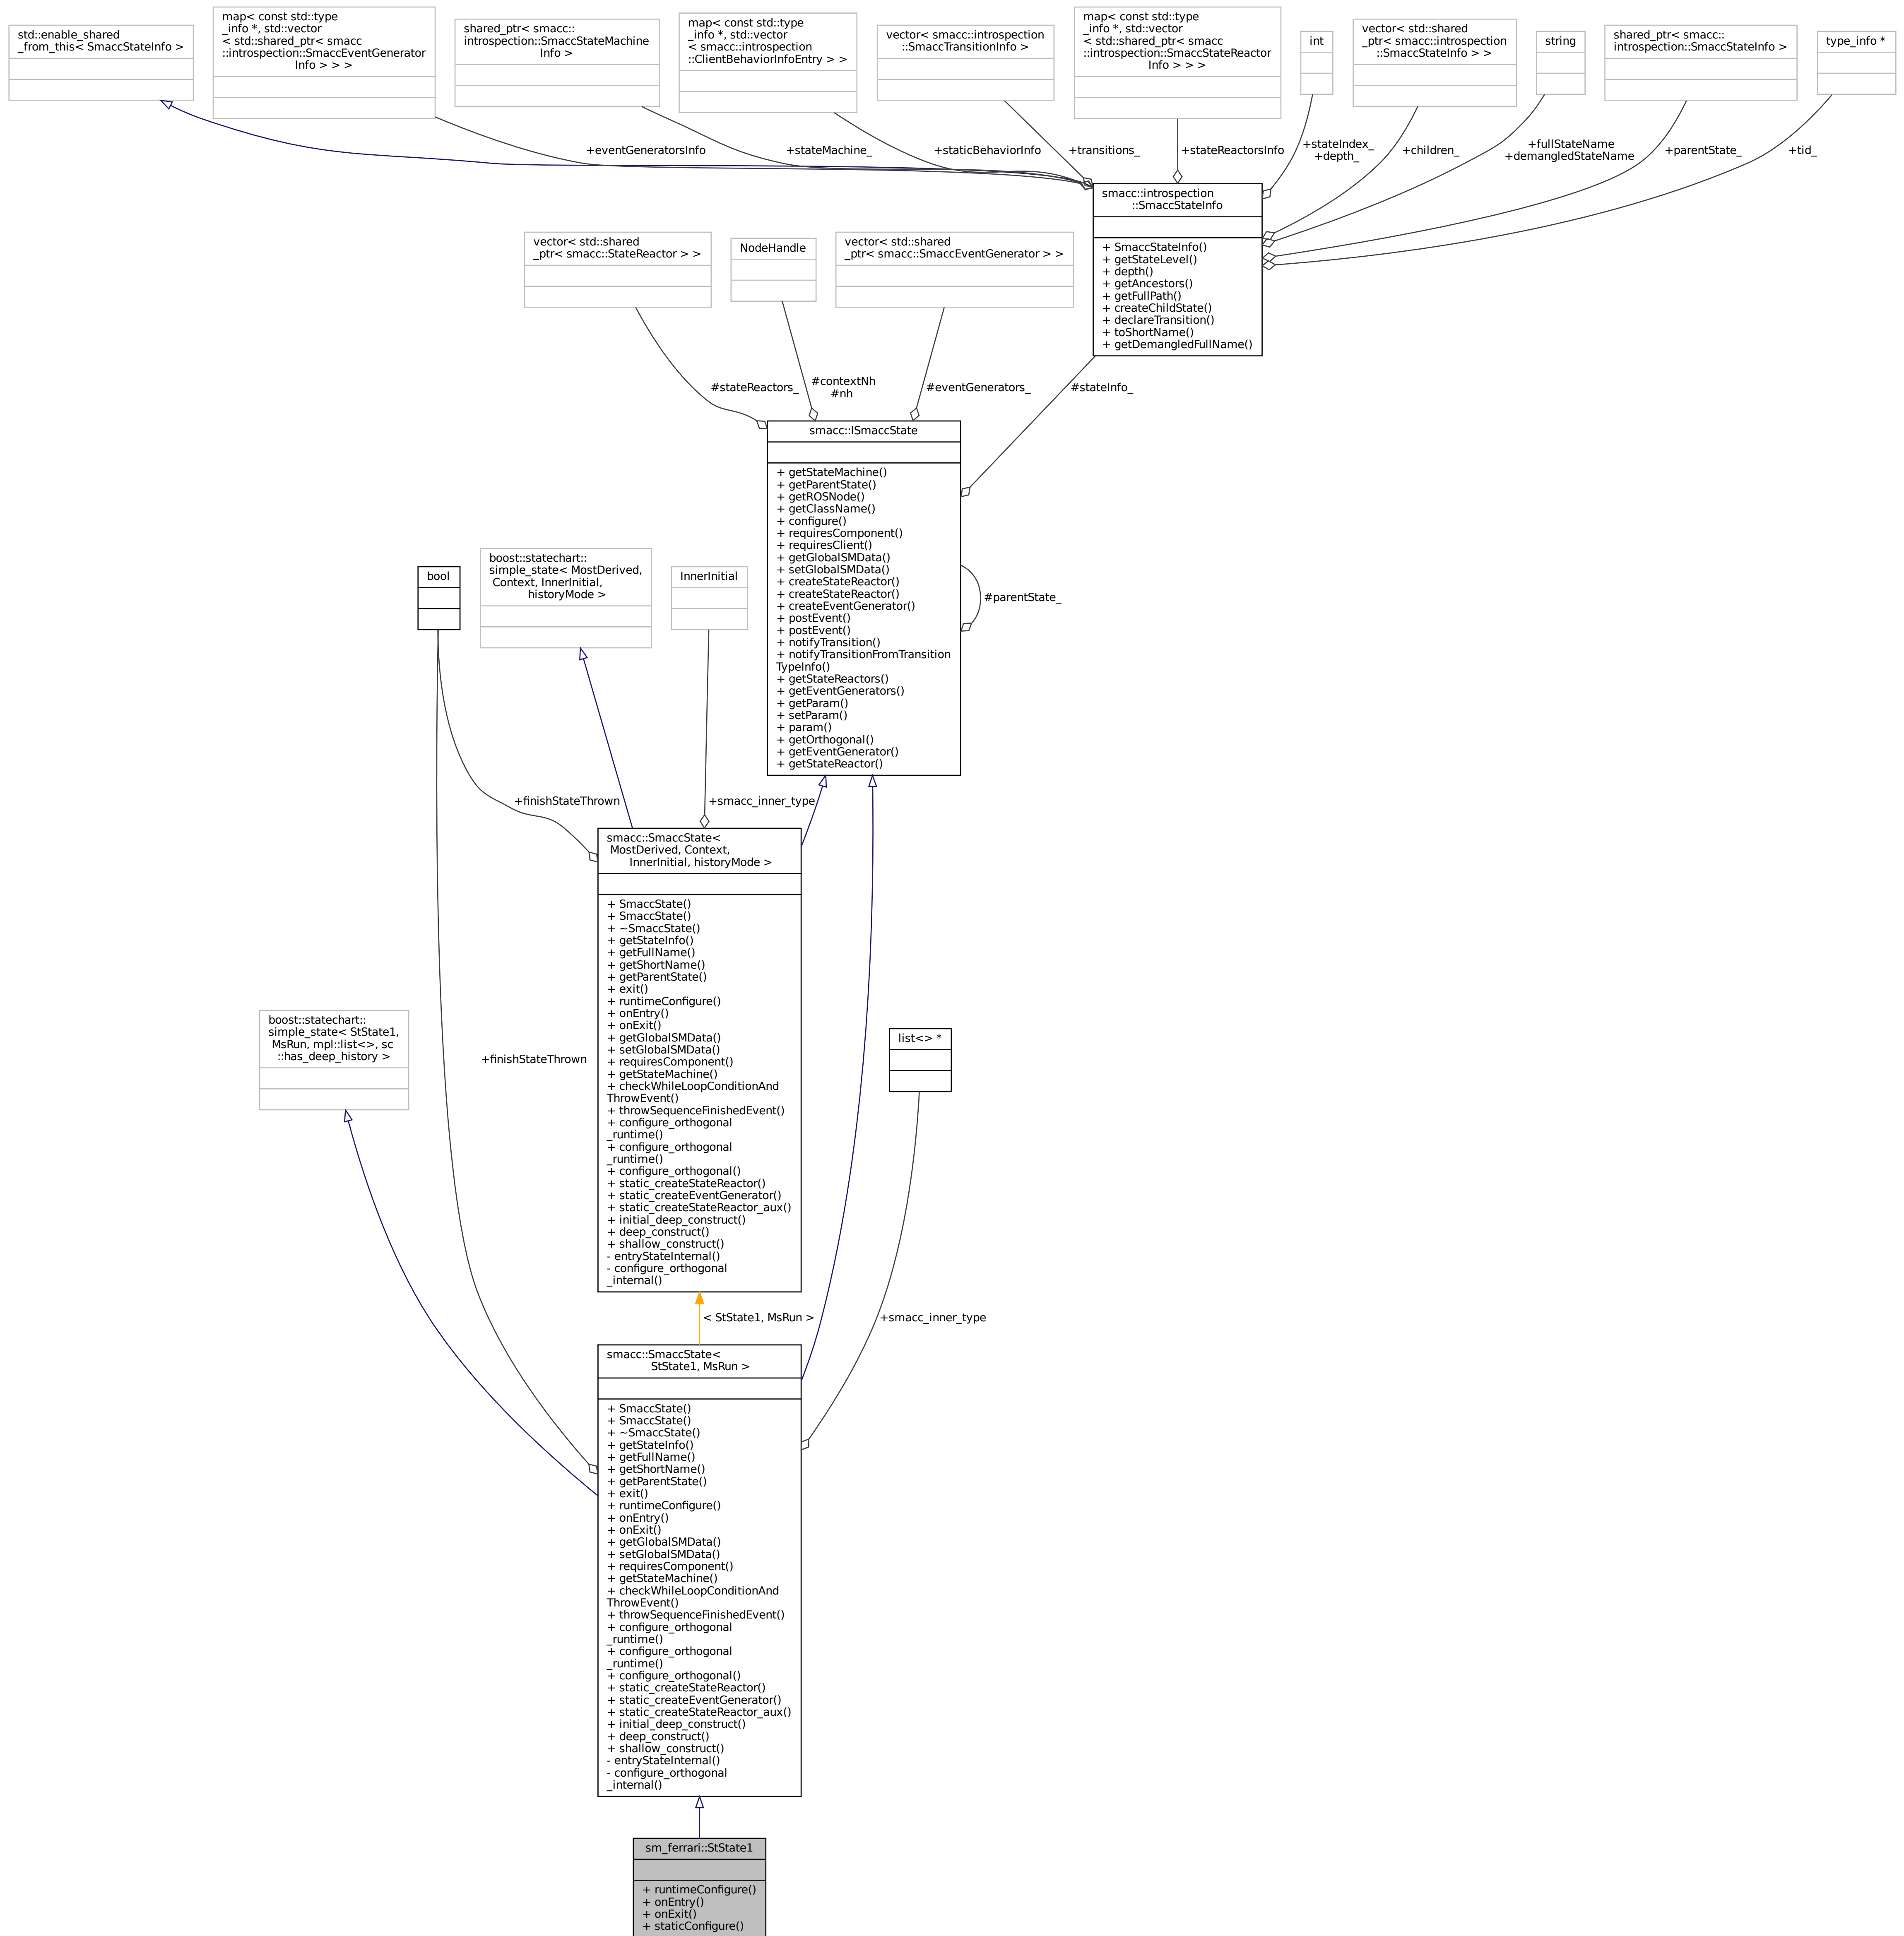 std::enable_shared
_from_this< SmaccStateInfo >
map< const std::type
_info *, std::vector
< std::shared_ptr< smacc
::introspection::SmaccEventGenerator
Info > > >
shared_ptr< smacc::
introspection::SmaccStateMachine
Info >
map< const std::type
_info *, std::vector
< smacc::introspection
::ClientBehaviorInfoEntry > >
vector< smacc::introspection
::SmaccTransitionInfo >
map< const std::type
_info *, std::vector
< std::shared_ptr< smacc
::introspection::SmaccStateReactor
Info > > >
int
vector< std::shared
_ptr< smacc::introspection
::SmaccStateInfo > >
string
shared_ptr< smacc::
introspection::SmaccStateInfo >
type_info *
+eventGeneratorsInfo
+stateMachine_
+staticBehaviorInfo
+transitions_
+stateReactorsInfo
+stateIndex_
+depth_
+children_
+fullStateName
+demangledStateName
+parentState_
+tid_
smacc::introspection
::SmaccStateInfo
+ SmaccStateInfo()
+ getStateLevel()
+ depth()
+ getAncestors()
+ getFullPath()
+ createChildState()
+ declareTransition()
+ toShortName()
+ getDemangledFullName()
vector< std::shared
_ptr< smacc::StateReactor > >
NodeHandle
vector< std::shared
_ptr< smacc::SmaccEventGenerator > >
#stateReactors_
#contextNh
#nh
#eventGenerators_
#stateInfo_
smacc::ISmaccState
+ getStateMachine()
+ getParentState()
+ getROSNode()
+ getClassName()
+ configure()
+ requiresComponent()
+ requiresClient()
+ getGlobalSMData()
+ setGlobalSMData()
+ createStateReactor()
+ createStateReactor()
+ createEventGenerator()
+ postEvent()
+ postEvent()
+ notifyTransition()
+ notifyTransitionFromTransition
TypeInfo()
+ getStateReactors()
+ getEventGenerators()
+ getParam()
+ setParam()
+ param()
+ getOrthogonal()
+ getEventGenerator()
+ getStateReactor()
#parentState_
bool
boost::statechart::
simple_state< MostDerived,
Context, InnerInitial,
historyMode >
InnerInitial
+finishStateThrown
+smacc_inner_type
smacc::SmaccState<
MostDerived, Context,
InnerInitial, historyMode >
+ SmaccState()
+ SmaccState()
+ ~SmaccState()
+ getStateInfo()
+ getFullName()
+ getShortName()
+ getParentState()
+ exit()
+ runtimeConfigure()
+ onEntry()
+ onExit()
+ getGlobalSMData()
+ setGlobalSMData()
+ requiresComponent()
+ getStateMachine()
+ checkWhileLoopConditionAnd
ThrowEvent()
+ throwSequenceFinishedEvent()
+ configure_orthogonal
_runtime()
+ configure_orthogonal
_runtime()
+ configure_orthogonal()
+ static_createStateReactor()
+ static_createEventGenerator()
+ static_createStateReactor_aux()
+ initial_deep_construct()
+ deep_construct()
+ shallow_construct()
- entryStateInternal()
- configure_orthogonal
_internal()
boost::statechart::
simple_state< StState1,
MsRun, mpl::list<>, sc
::has_deep_history >
+finishStateThrown
list<> *
< StState1, MsRun >
+smacc_inner_type
smacc::SmaccState<
StState1, MsRun >
+ SmaccState()
+ SmaccState()
+ ~SmaccState()
+ getStateInfo()
+ getFullName()
+ getShortName()
+ getParentState()
+ exit()
+ runtimeConfigure()
+ onEntry()
+ onExit()
+ getGlobalSMData()
+ setGlobalSMData()
+ requiresComponent()
+ getStateMachine()
+ checkWhileLoopConditionAnd
ThrowEvent()
+ throwSequenceFinishedEvent()
+ configure_orthogonal
_runtime()
+ configure_orthogonal
_runtime()
+ configure_orthogonal()
+ static_createStateReactor()
+ static_createEventGenerator()
+ static_createStateReactor_aux()
+ initial_deep_construct()
+ deep_construct()
+ shallow_construct()
- entryStateInternal()
- configure_orthogonal
_internal()
sm_ferrari::StState1
+ runtimeConfigure()
+ onEntry()
+ onExit()
+ staticConfigure()